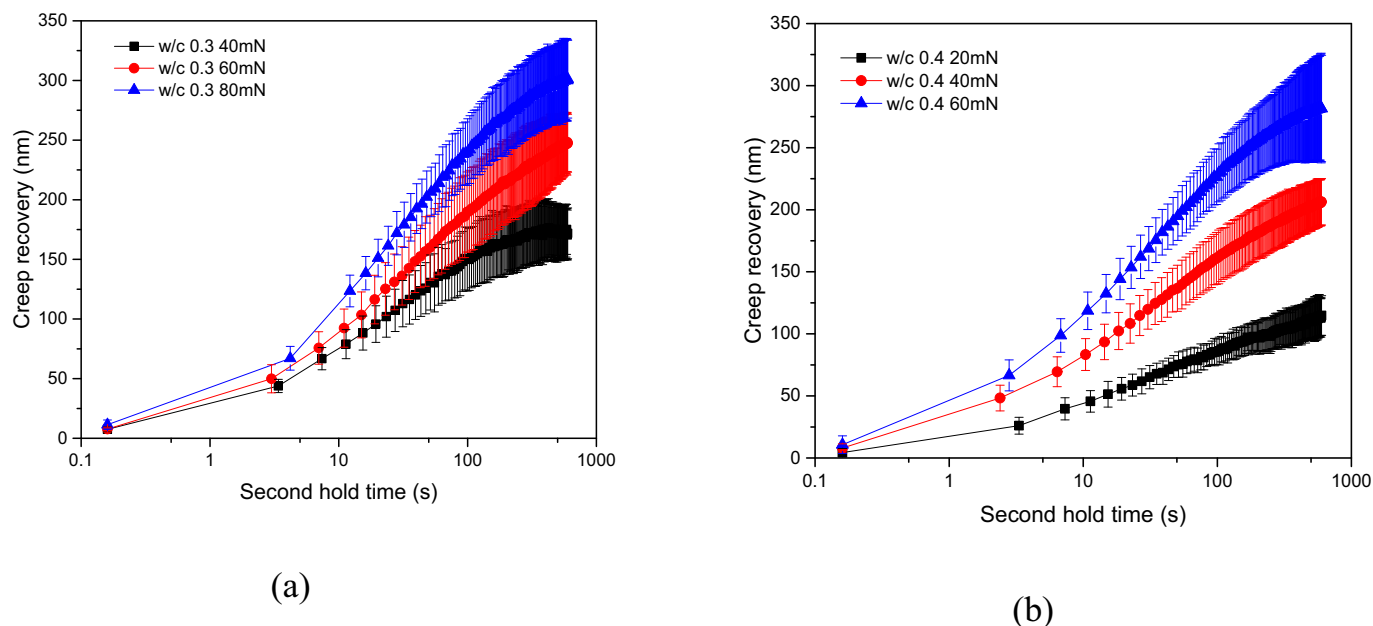 350
300
250
200
150
100
50
0
Creep recovery (nm)
w/c 0.3 40mN
w/c 0.3 60mN
w/c 0.3 80mN
0.1 1 10 100 1000
Second hold time (s)
(a)
350
300
250
200
150
100
50
0
Creep recovery (nm)
w/c 0.4 20mN
w/c 0.4 40mN
w/c 0.4 60mN
0.1 1 10 100 1000
Second hold time (s)
(b)